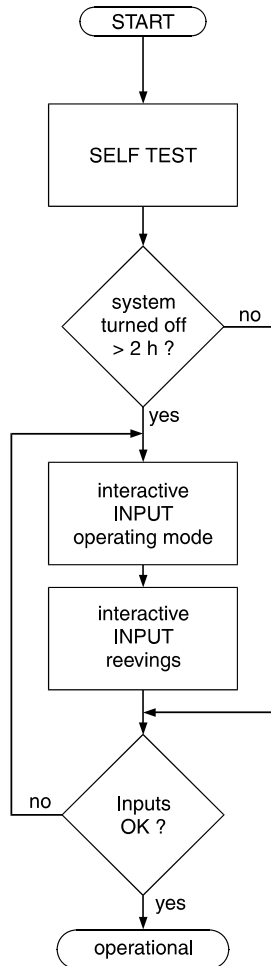 START
SELF TEST
system
turned off
> 2 h ?
no
yes
interactive
INPUT
operating mode
interactive
INPUT
reevings
no
Inputs
OK ?
yes
operational